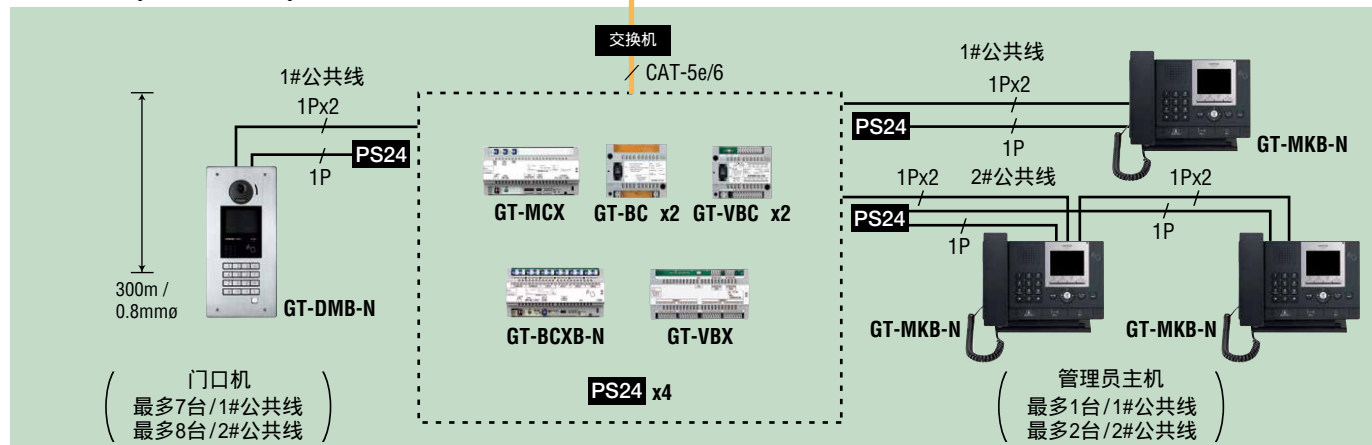 交换机
CAT-5e/6
1#公共线
1Px2
PS24
1P
300m /
0.8mmø
GT-DMB-N
门口机
最多7台/1#公共线
最多8台/2#公共线
GT-MCX
GT-BC x2
GT-VBC x2
GT-BCXB-N
GT-VBX
PS24 x4
1#公共线
1Px2
PS24
1P
GT-MKB-N
1Px2
2#公共线
1Px2
PS24
1P
1P
GT-MKB-N
GT-MKB-N
管理员主机
最多1台/1#公共线
最多2台/2#公共线